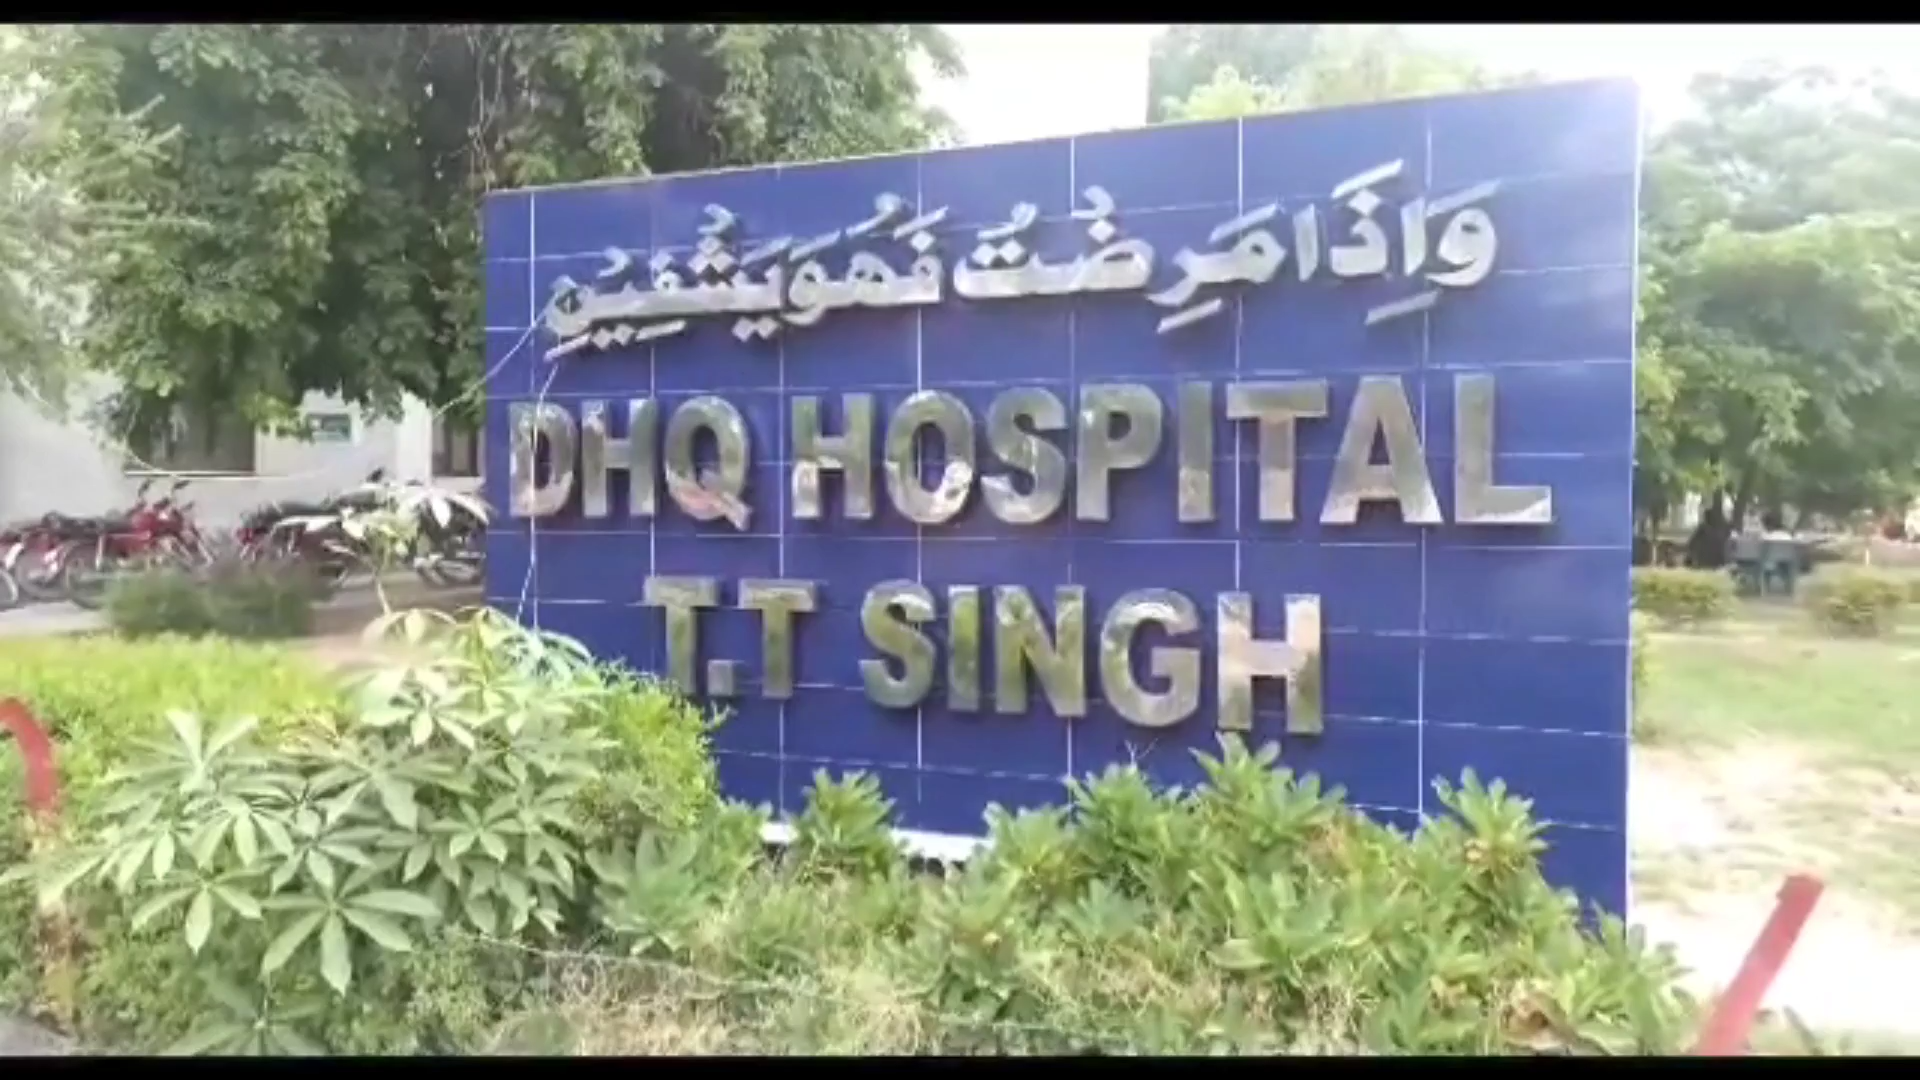 وَاِذَا مَرِضْتُ فَهُوَ يَشْفِيْنِ
DHQ HOSPITAL
T.T SINGH